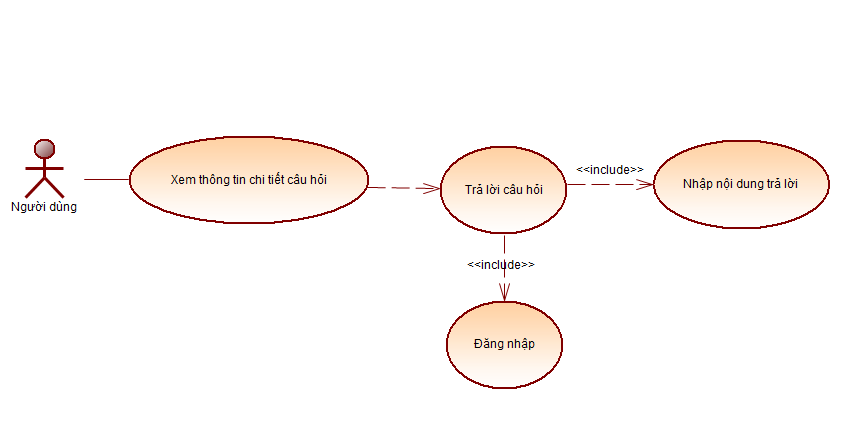 Người dùng
Xem thông tin chi tiết câu hỏi
Trả lời câu hỏi
<<include>>
Nhập nội dung trả lời
<<include>>
Đăng nhập